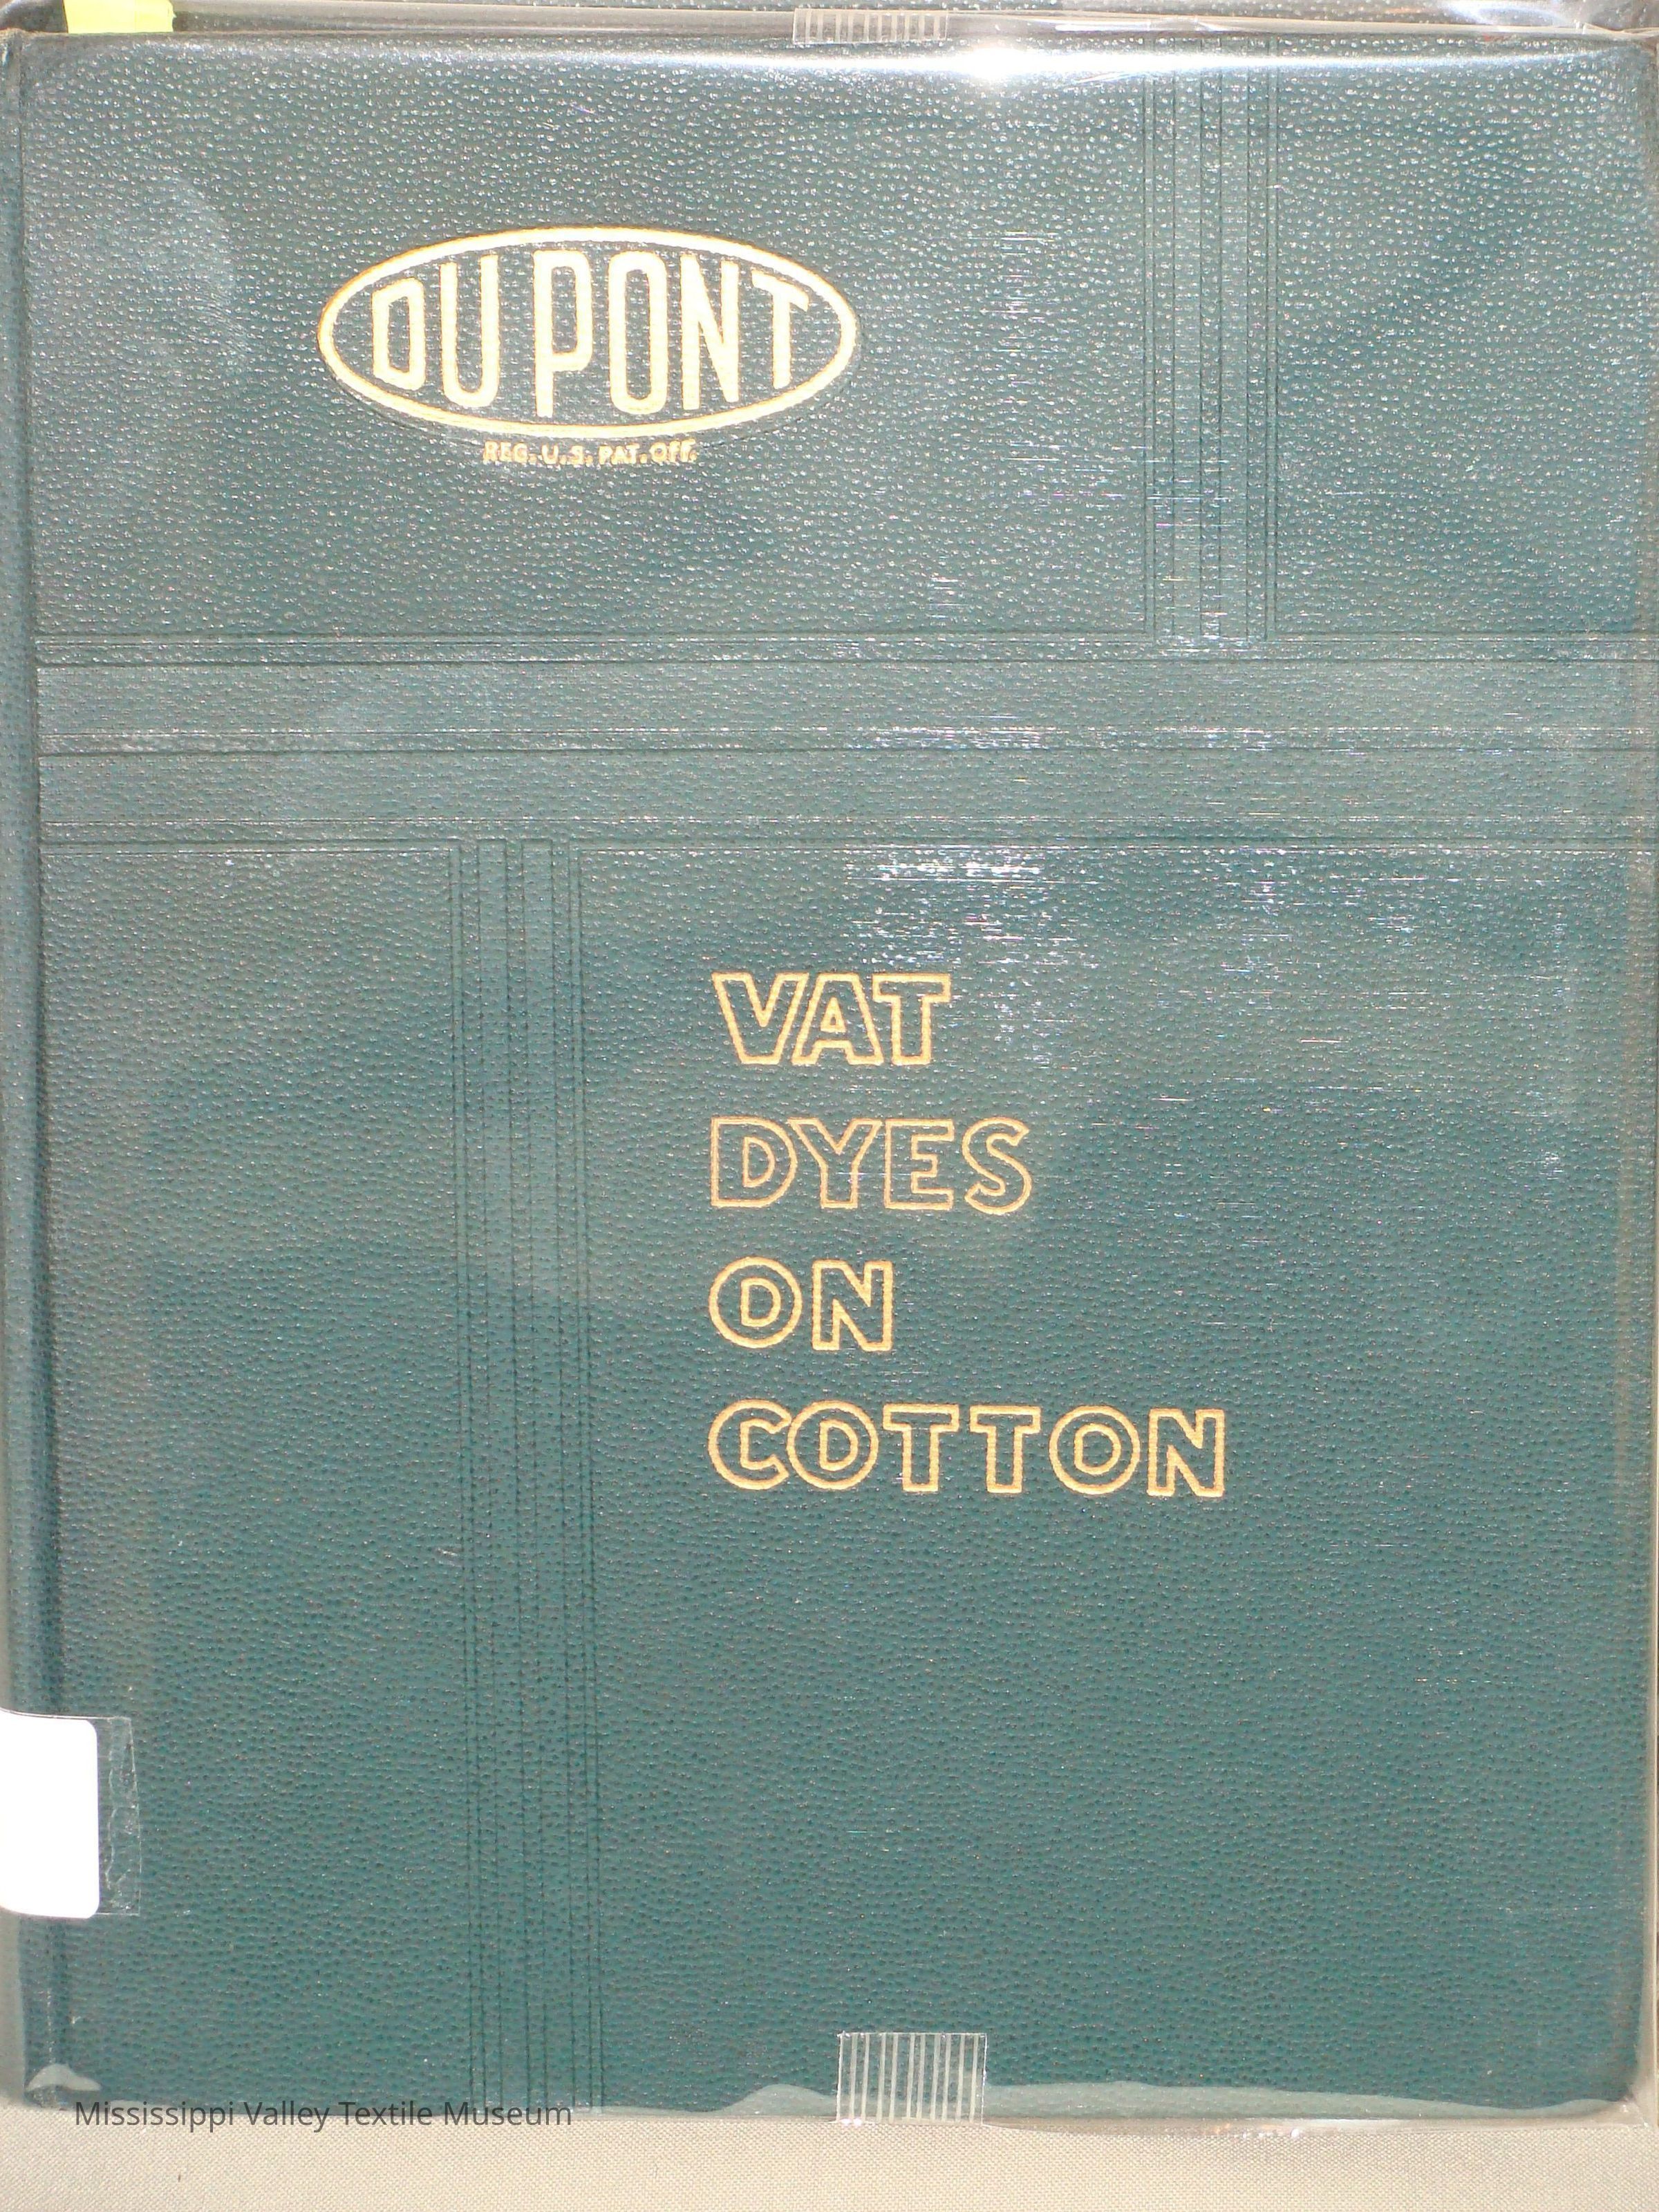 DU PONT
REG. U.S. PAT. OFF.
VAT
DYES
ON
COTTON
Mississippi Valley Textile Museum